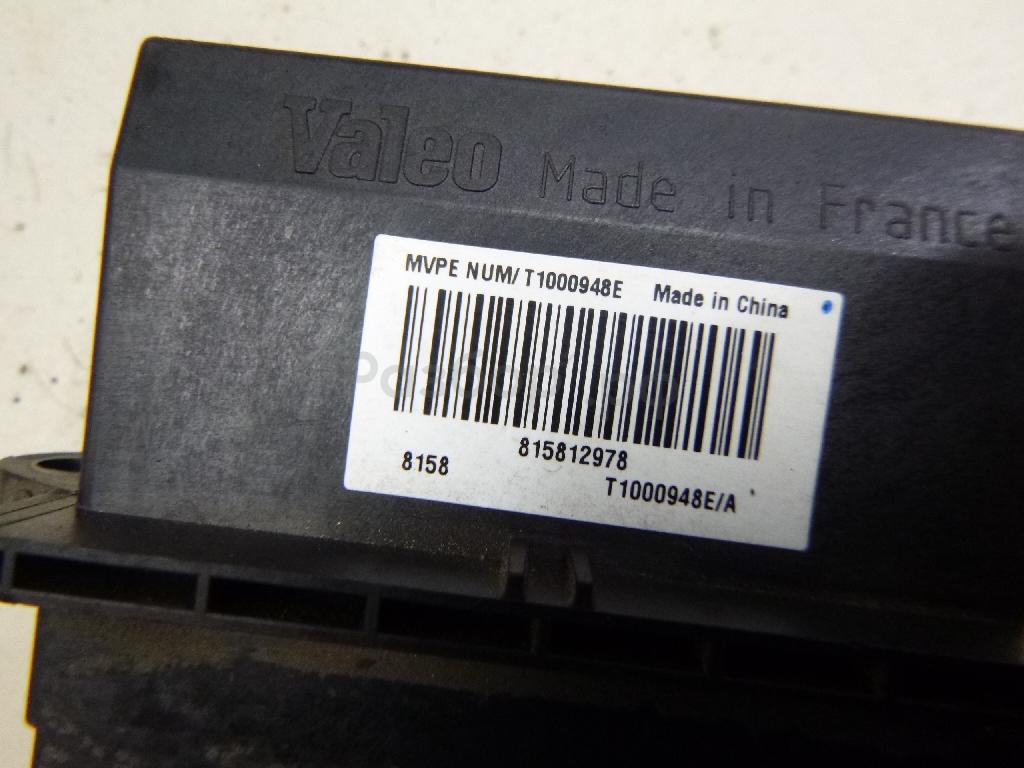 Valeo Made in France
MVPE NUM/ T1000948E Made in China
815812978
8158
T1000948E/A